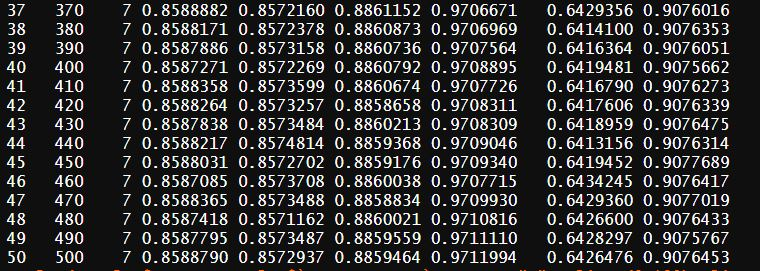 37 370 7 0.8588882 0.8572160 0.8861152 0.9706671 0.6429356 0.9076016
38 380 7 0.8588171 0.8572378 0.8860873 0.9706969 0.6414100 0.9076353
39 390 7 0.8587886 0.8573158 0.8860736 0.9707564 0.6416364 0.9076051
40 400 7 0.8587271 0.8572269 0.8860792 0.9708895 0.6419481 0.9075662
41 410 7 0.8588358 0.8573599 0.8860674 0.9707726 0.6416790 0.9076273
42 420 7 0.8588264 0.8573257 0.8858658 0.9708311 0.6417606 0.9076339
43 430 7 0.8587838 0.8573484 0.8860213 0.9708309 0.6418959 0.9076475
44 440 7 0.8588217 0.8574814 0.8859368 0.9709046 0.6413156 0.9076314
45 450 7 0.8588031 0.8572702 0.8859176 0.9709340 0.6419452 0.9077689
46 460 7 0.8587085 0.8573708 0.8860038 0.9707715 0.6434245 0.9076417
47 470 7 0.8588365 0.8573488 0.8858834 0.9709930 0.6429360 0.9077019
48 480 7 0.8587418 0.8571162 0.8860021 0.9710816 0.6426600 0.9076433
49 490 7 0.8587795 0.8573487 0.8859559 0.9711110 0.6428297 0.9075767
50 500 7 0.8588790 0.8572937 0.8859464 0.9711994 0.6426476 0.9076453